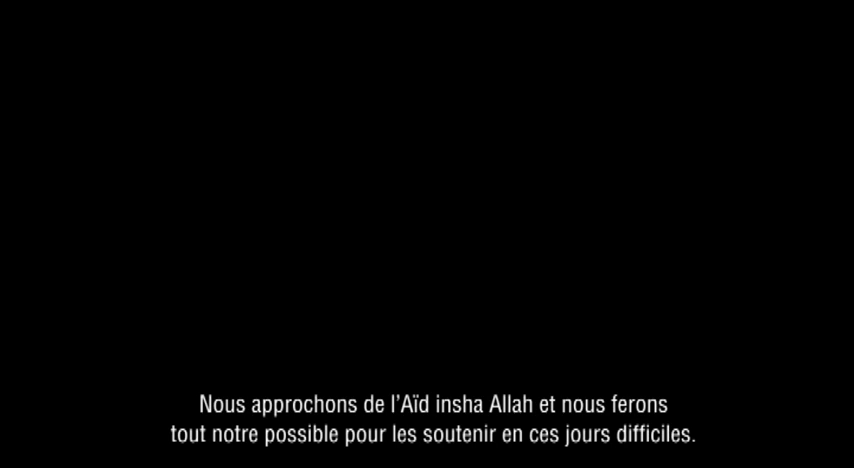 Nous approchons de l’Aïd insha Allah et nous ferons
tout notre possible pour les soutenir en ces jours difficiles.